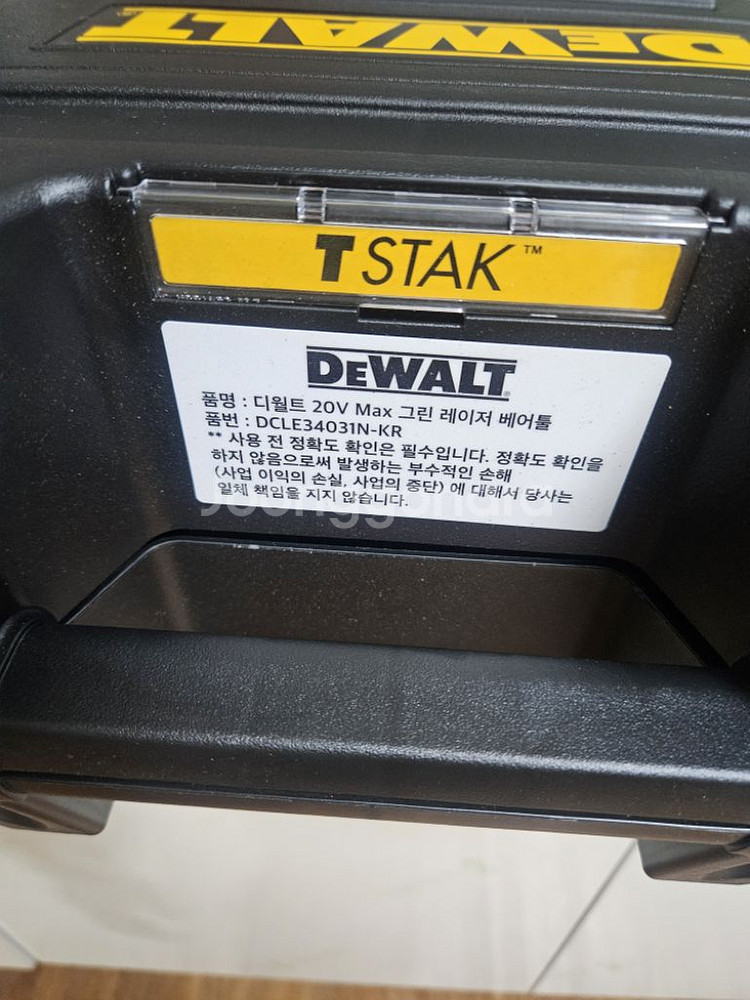 DEWALT
T STAK™
DEWALT
품명 : 디월트 20V Max 그린 레이저 베어툴
품번 : DCLE34031N-KR
** 사용 전 정확도 확인은 필수입니다. 정확도 확인을
하지 않음으로써 발생하는 부수적인 손해
(사업 이익의 손실, 사업의 중단) 에 대해서 당사는
일체 책임을 지지 않습니다.
Joonggonara